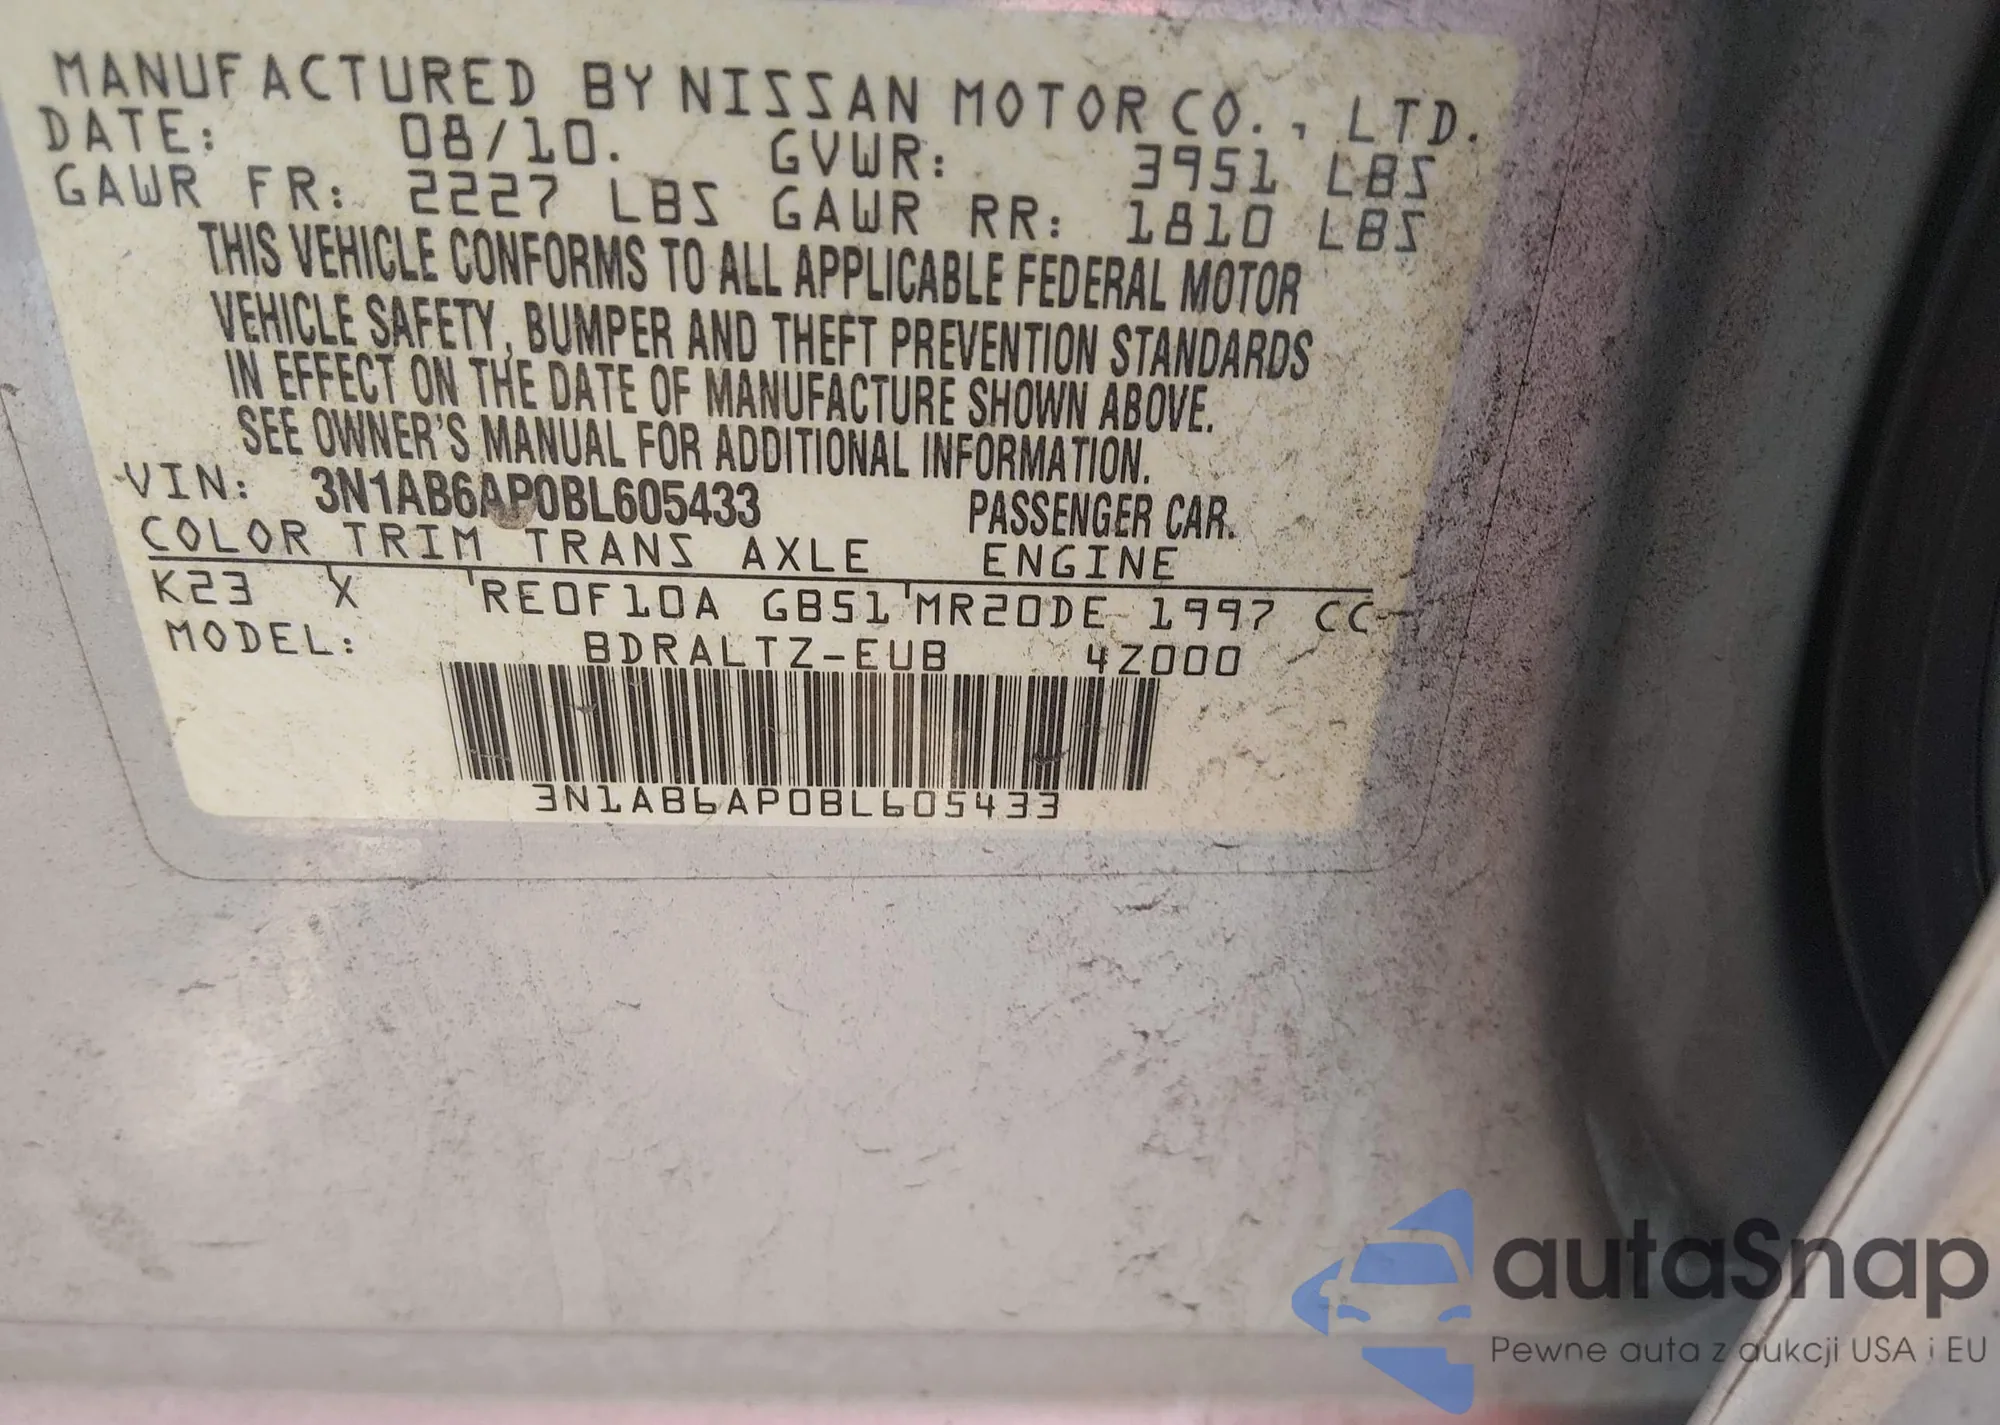 MANUFACTURED BY NISSAN MOTOR CO., LTD.
DATE: 08/10. GVWR: 3951 LBS
GAWR FR: 2227 LBS GAWR RR: 1810 LBS
THIS VEHICLE CONFORMS TO ALL APPLICABLE FEDERAL MOTOR
VEHICLE SAFETY, BUMPER AND THEFT PREVENTION STANDARDS
IN EFFECT ON THE DATE OF MANUFACTURE SHOWN ABOVE.
SEE OWNER'S MANUAL FOR ADDITIONAL INFORMATION.
VIN: 3N1AB6AP0BL605433 PASSENGER CAR.
COLOR TRIM TRANS AXLE ENGINE
K23 X RE0F10A GB51 MR20DE 1997 CC
MODEL: BDRALTZ-EUB 4Z000
3N1AB6AP0BL605433
autaSnap
Pewne auta z aukcji USA i EU